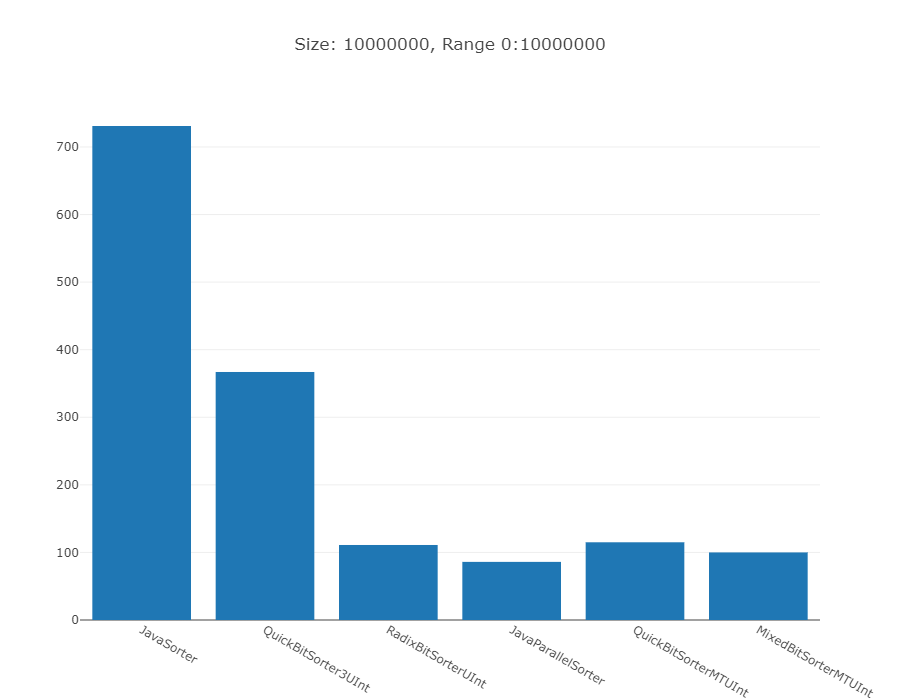 Size: 10000000, Range 0:10000000
700
600
500
400
300
200
100
0
JavaSorter
QuickBitSorter3UInt
RadixBitSorterUInt
JavaParallelSorter
QuickBitSorterMTUInt
MixedBitSorterMTUInt